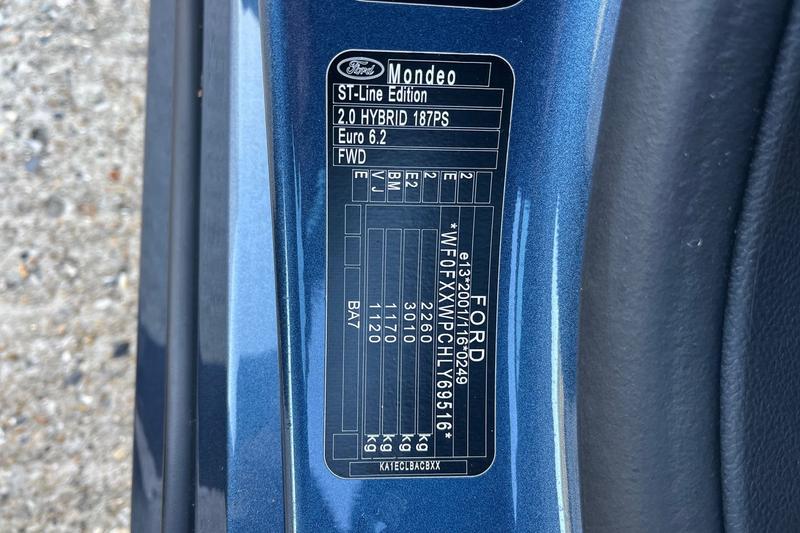 Ford Mondeo
ST-Line Edition
2.0 HYBRID 187PS
Euro 6.2
FWD
E VJ BM E2 2 E 2
FORD
e13*2001/116*0249
*WF0FXXWPCHLY69516*
2260 kg
3010 kg
1170 kg
1120 kg
BA7
KA1ECLBACBXX